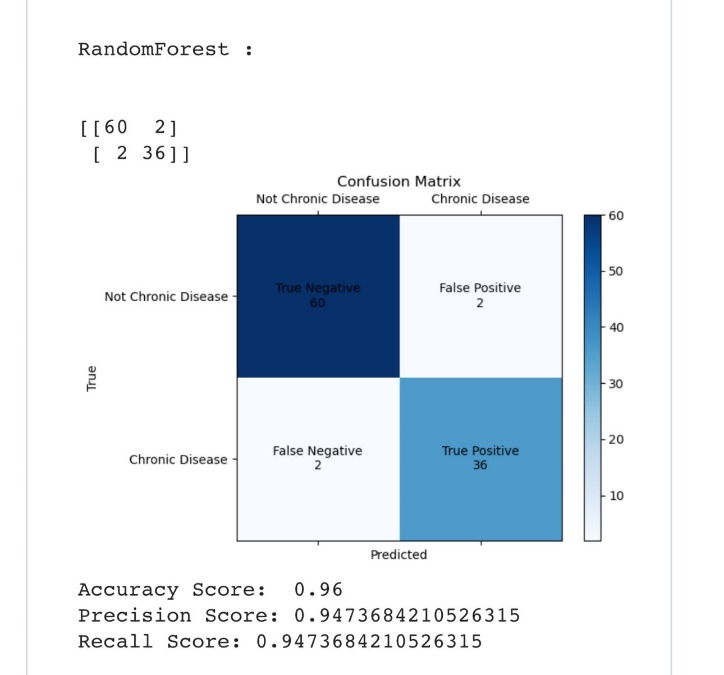 RandomForest :
[[60  2]
[ 2 36]]
Confusion Matrix
Not Chronic Disease
Chronic Disease
True Negative
60
False Positive
2
Not Chronic Disease
False Negative
2
True Positive
36
Chronic Disease
True
Predicted
60
50
40
30
20
10
Accuracy Score:  0.96
Precision Score: 0.9473684210526315
Recall Score: 0.9473684210526315